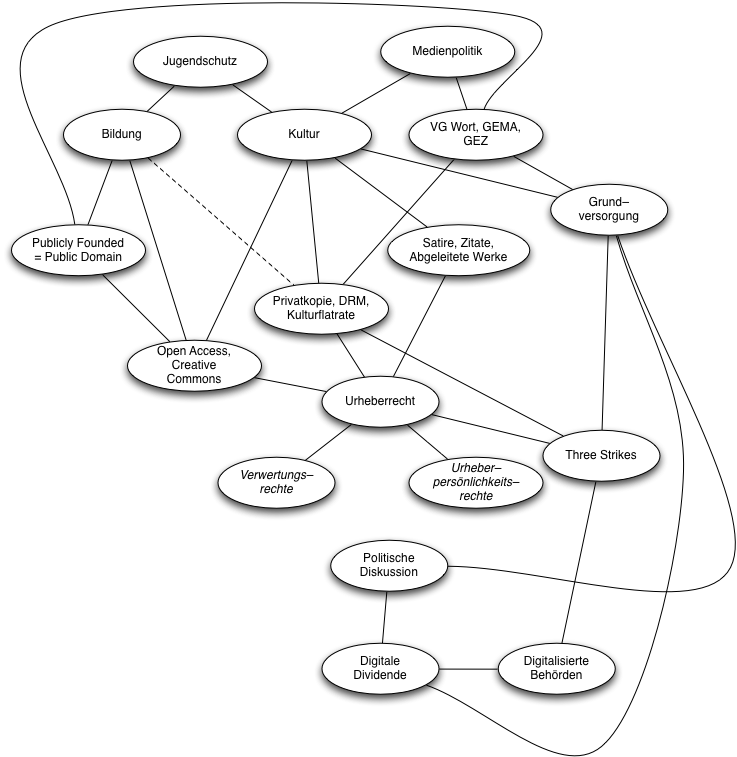 Jugendschutz
Medienpolitik
Bildung
Kultur
VG Wort, GEMA,
GEZ
Grund–
versorgung
Publicly Founded
= Public Domain
Satire, Zitate,
Abgeleitete Werke
Privatkopie, DRM,
Kulturflatrate
Open Access,
Creative
Commons
Urheberrecht
Three Strikes
Verwertungs–
rechte
Urheber–
persönlichkeits–
rechte
Politische
Diskussion
Digitale
Dividende
Digitalisierte
Behörden